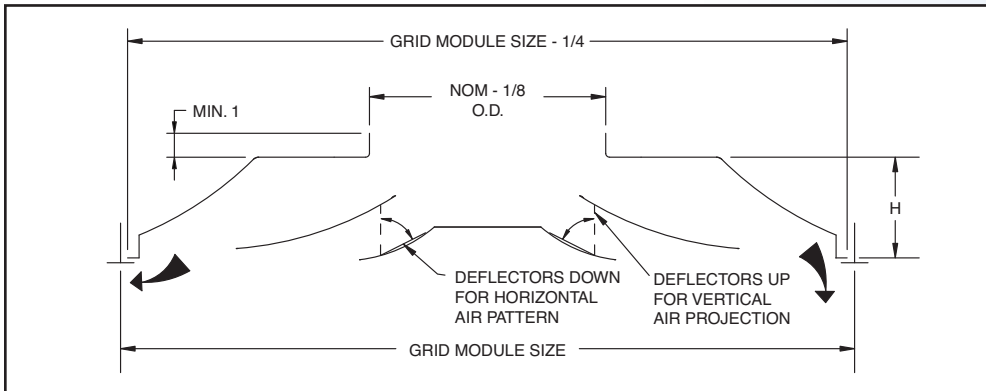 GRID MODULE SIZE - 1/4
NOM - 1/8
O.D.
MIN. 1
H
DEFLECTORS DOWN
FOR HORIZONTAL
AIR PATTERN
DEFLECTORS UP
FOR VERTICAL
AIR PROJECTION
GRID MODULE SIZE